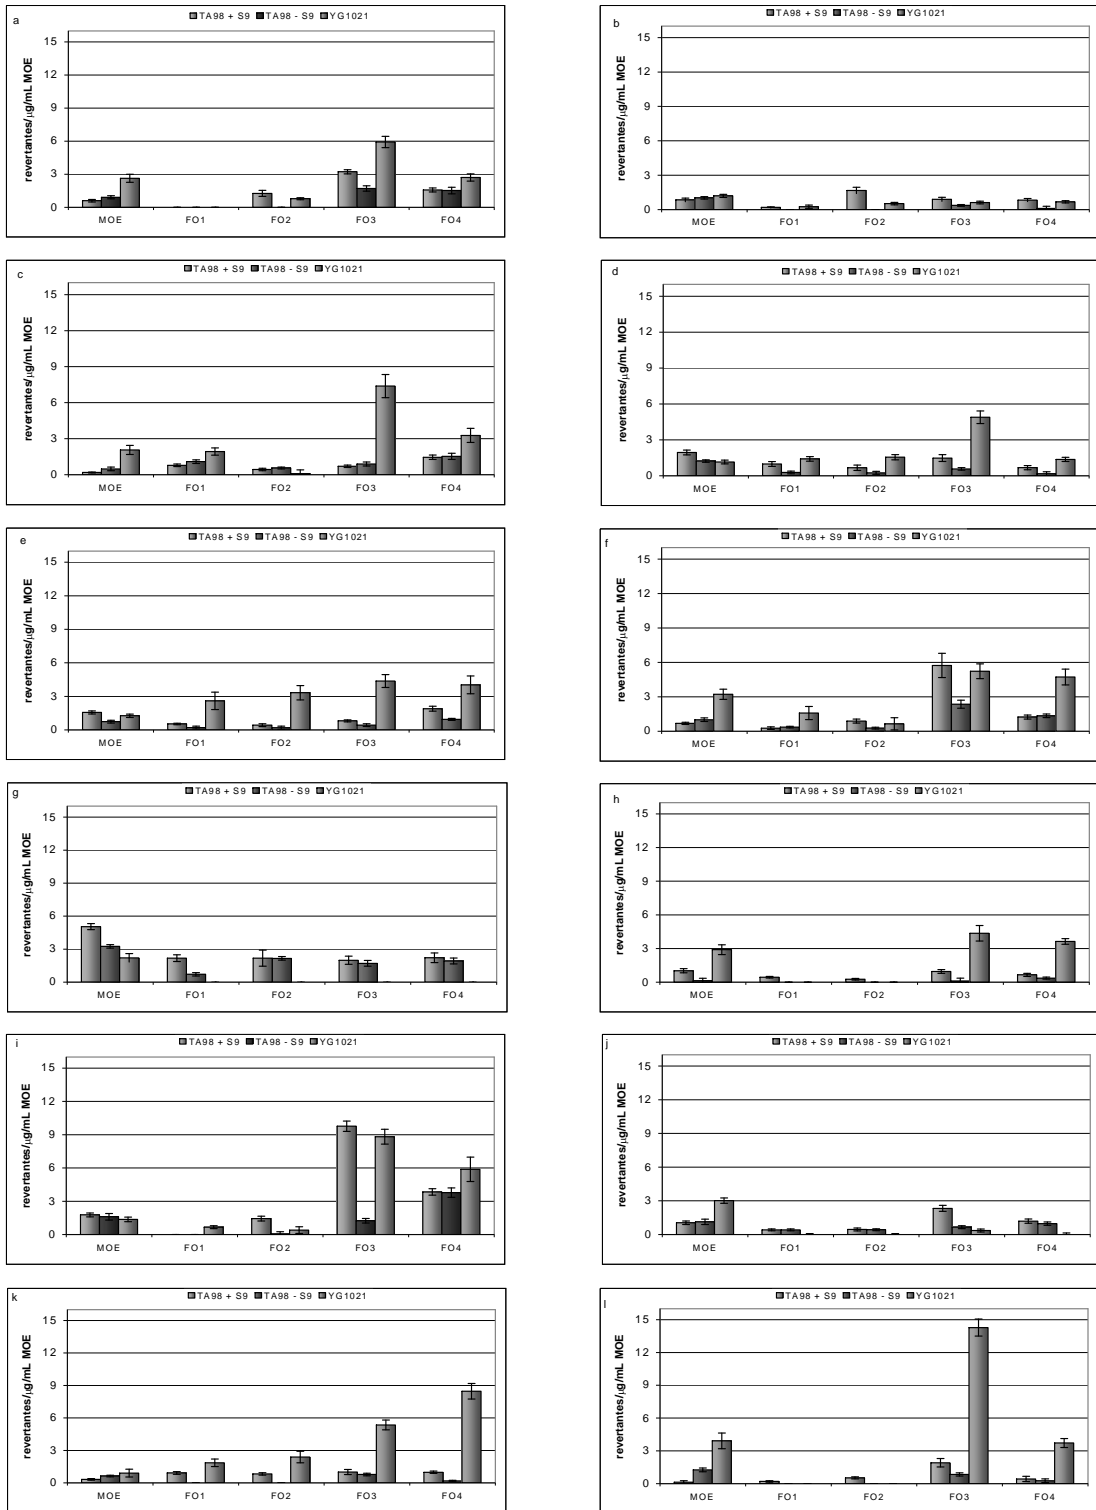 a
TA98 + S9 TA98 - S9 YG1021
revertantes/µg/mL MOE
15
12
9
6
3
0
MOE FO1 FO2 FO3 FO4
b
TA98 + S9 TA98 - S9 YG1021
revertantes/µg/mL MOE
15
12
9
6
3
0
MOE FO1 FO2 FO3 FO4
c
TA98 + S9 TA98 - S9 YG1021
revertantes/µg/mL MOE
15
12
9
6
3
0
MOE FO1 FO2 FO3 FO4
d
TA98 + S9 TA98 - S9 YG1021
revertantes/µg/mL MOE
15
12
9
6
3
0
MOE FO1 FO2 FO3 FO4
e
TA98 + S9 TA98 - S9 YG1021
revertantes/µg/mL MOE
15
12
9
6
3
0
MOE FO1 FO2 FO3 FO4
f
TA98 + S9 TA98 - S9 YG1021
revertantes/µg/mL MOE
15
12
9
6
3
0
MOE FO1 FO2 FO3 FO4
g
TA98 + S9 TA98 - S9 YG1021
revertantes/µg/mL MOE
15
12
9
6
3
0
MOE FO1 FO2 FO3 FO4
h
TA98 + S9 TA98 - S9 YG1021
revertantes/µg/mL MOE
15
12
9
6
3
0
MOE FO1 FO2 FO3 FO4
i
TA98 + S9 TA98 - S9 YG1021
revertantes/µg/mL MOE
15
12
9
6
3
0
MOE FO1 FO2 FO3 FO4
j
TA98 + S9 TA98 - S9 YG1021
revertantes/µg/mL MOE
15
12
9
6
3
0
MOE FO1 FO2 FO3 FO4
k
TA98 + S9 TA98 - S9 YG1021
revertantes/µg/mL MOE
15
12
9
6
3
0
MOE FO1 FO2 FO3 FO4
l
TA98 + S9 TA98 - S9 YG1021
revertantes/µg/mL MOE
15
12
9
6
3
0
MOE FO1 FO2 FO3 FO4